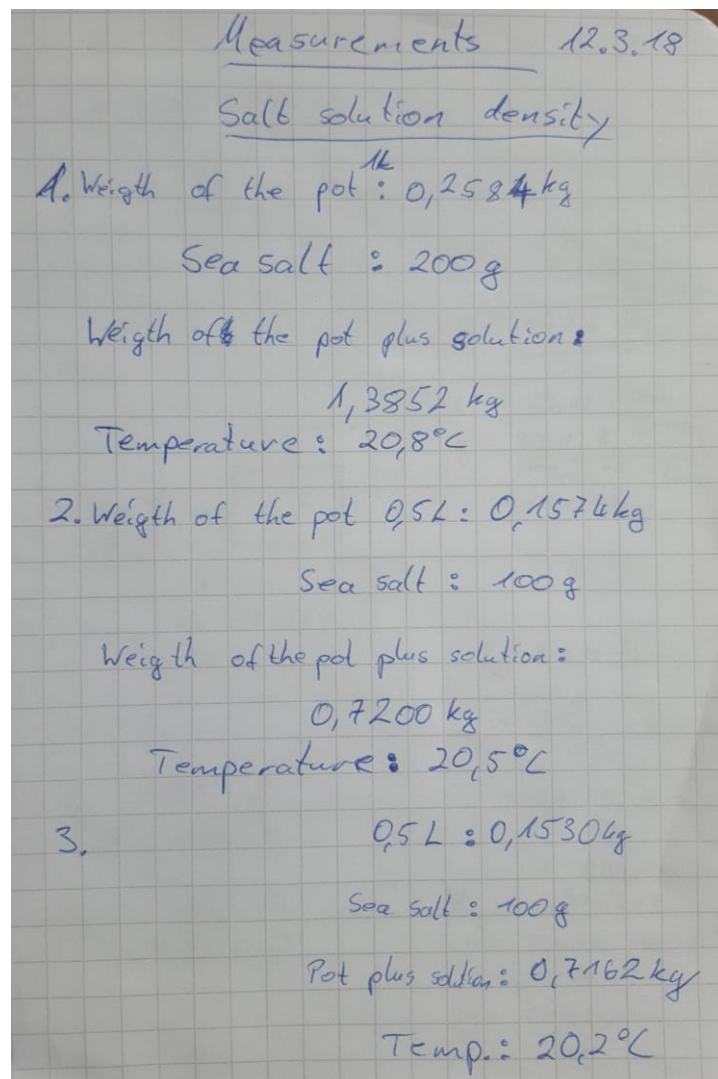 Measurements 12.3.18
Salt solution density
1. Weigth of the pot 1L : 0,2584 kg
Sea salt : 200 g
Weigth of the pot plus solution :
1,3852 kg
Temperature : 20,8°C
2. Weigth of the pot 0,5L : 0,1574 kg
Sea salt : 100 g
Weigth of the pot plus solution :
0,7200 kg
Temperature : 20,5°C
3. 0,5 L : 0,1530 kg
Sea salt : 100 g
Pot plus solution : 0,7162 kg
Temp. : 20,2°C